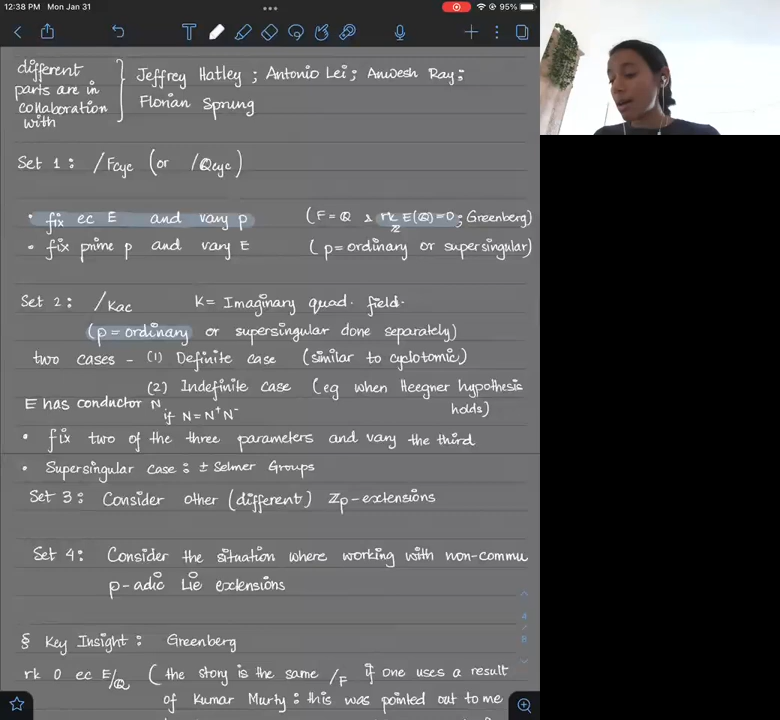 12:38 PM Mon Jan 31
95%
different
parts are in
collaboration
with
Jeffrey Hatley ; Antonio Lei ; Anwesh Ray ;
Florian Sprung
Set 1 : /Fcyc (or /Qcyc)
• fix ec E and vary p (F = Q & rk_Z E(Q) = 0 ; Greenberg)
• fix prime p and vary E (p = ordinary or supersingular)
Set 2 : /Kac K = Imaginary quad. field.
(p = ordinary or supersingular done separately)
two cases - (1) Definite case (similar to cyclotomic)
(2) Indefinite case (eg when Heegner hypothesis
holds)
E has conductor N if N = N⁺N⁻
• fix two of the three parameters and vary the third
• Supersingular case : ± Selmer Groups
Set 3 : Consider other (different) Zp-extensions
Set 4 : Consider the situation where working with non-commu
p-adic Lie extensions
§ Key Insight : Greenberg
rk 0 ec E/Q (the story is the same /F if one uses a result
of Kumar Murty : this was pointed out to me